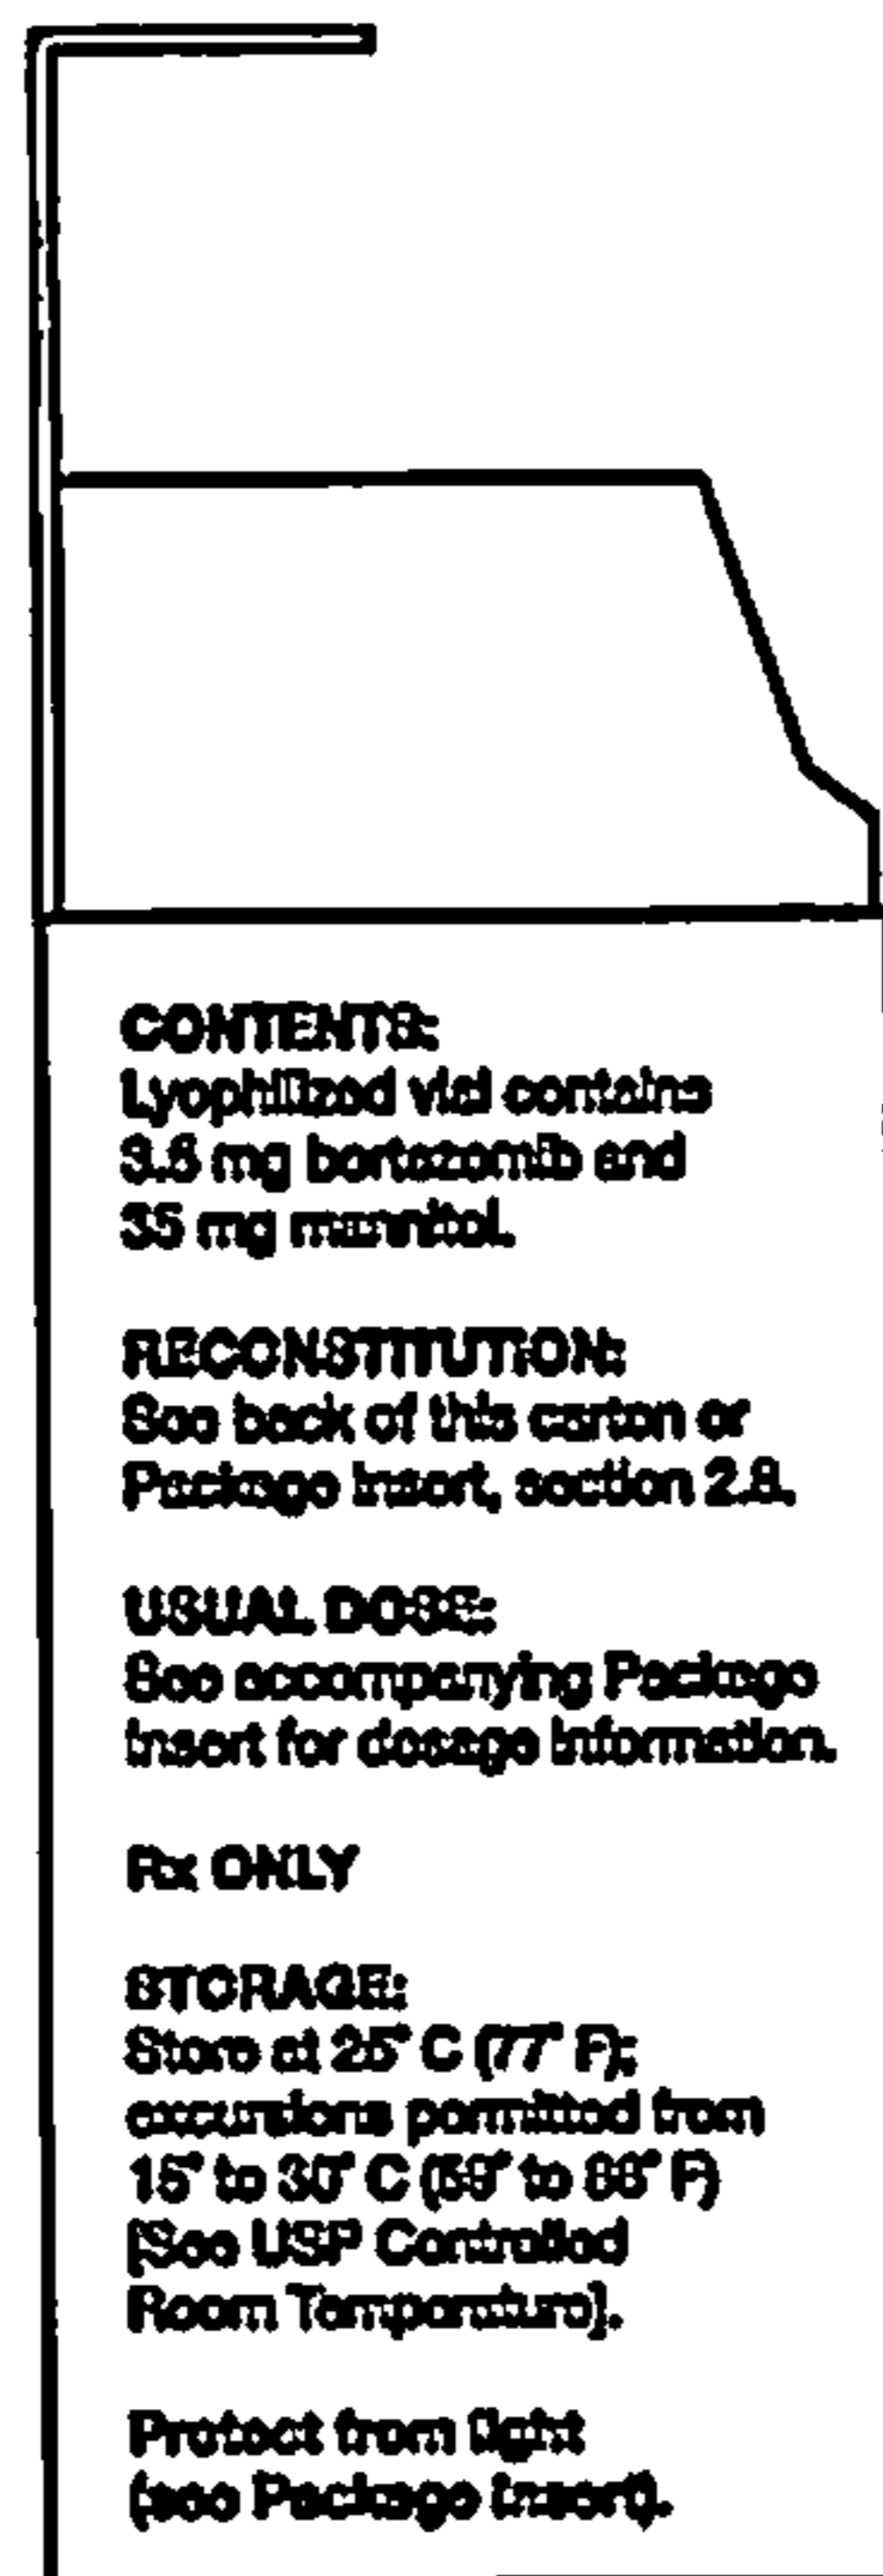 CONTENTS:
Lyophilized vial contains
3.5 mg bortezomib and
35 mg mannitol.
RECONSTITUTION:
See back of this carton or
Package Insert, section 2.8.
USUAL DOSE:
See accompanying Package
Insert for dosage information.
Rx ONLY
STORAGE:
Store at 25° C (77° F);
excursions permitted from
15° to 30° C (59° to 86° F)
[See USP Controlled
Room Temperature].
Protect from light
(see Package Insert).